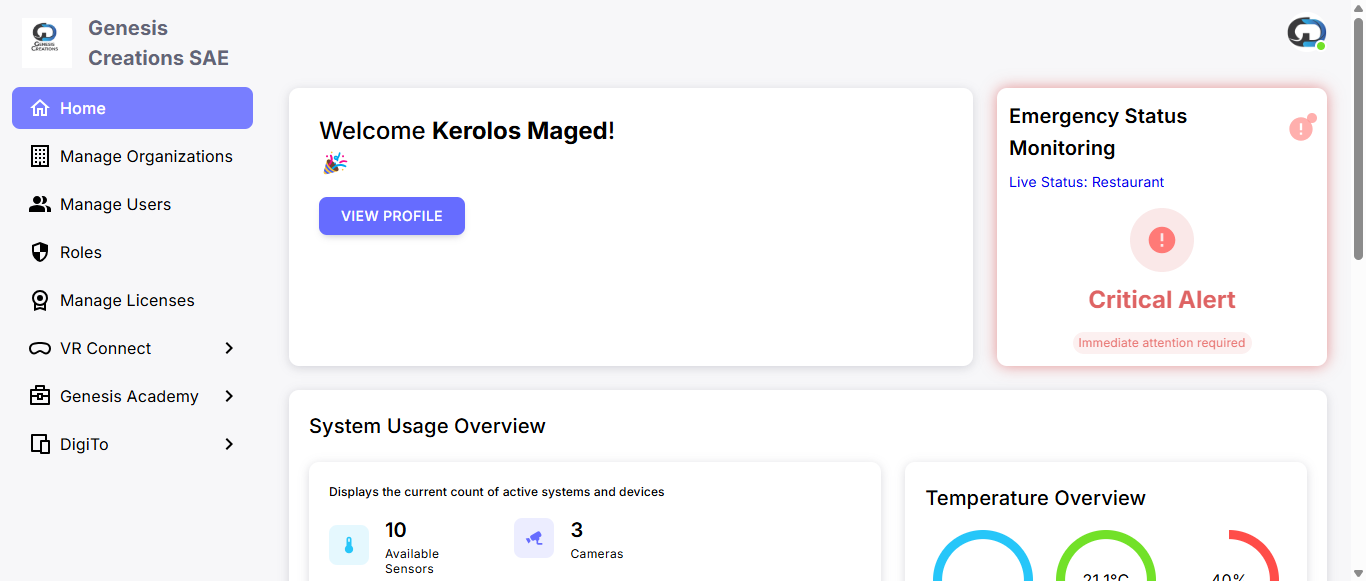 GENESIS
CREATIONS
Genesis
Creations SAE
Home
Manage Organizations
Manage Users
Roles
Manage Licenses
VR Connect
Genesis Academy
DigiTo
Welcome Kerolos Maged!
VIEW PROFILE
Emergency Status
Monitoring
Live Status: Restaurant
Critical Alert
Immediate attention required
System Usage Overview
Displays the current count of active systems and devices
10
Available
Sensors
3
Cameras
Temperature Overview
21.1°C
40%